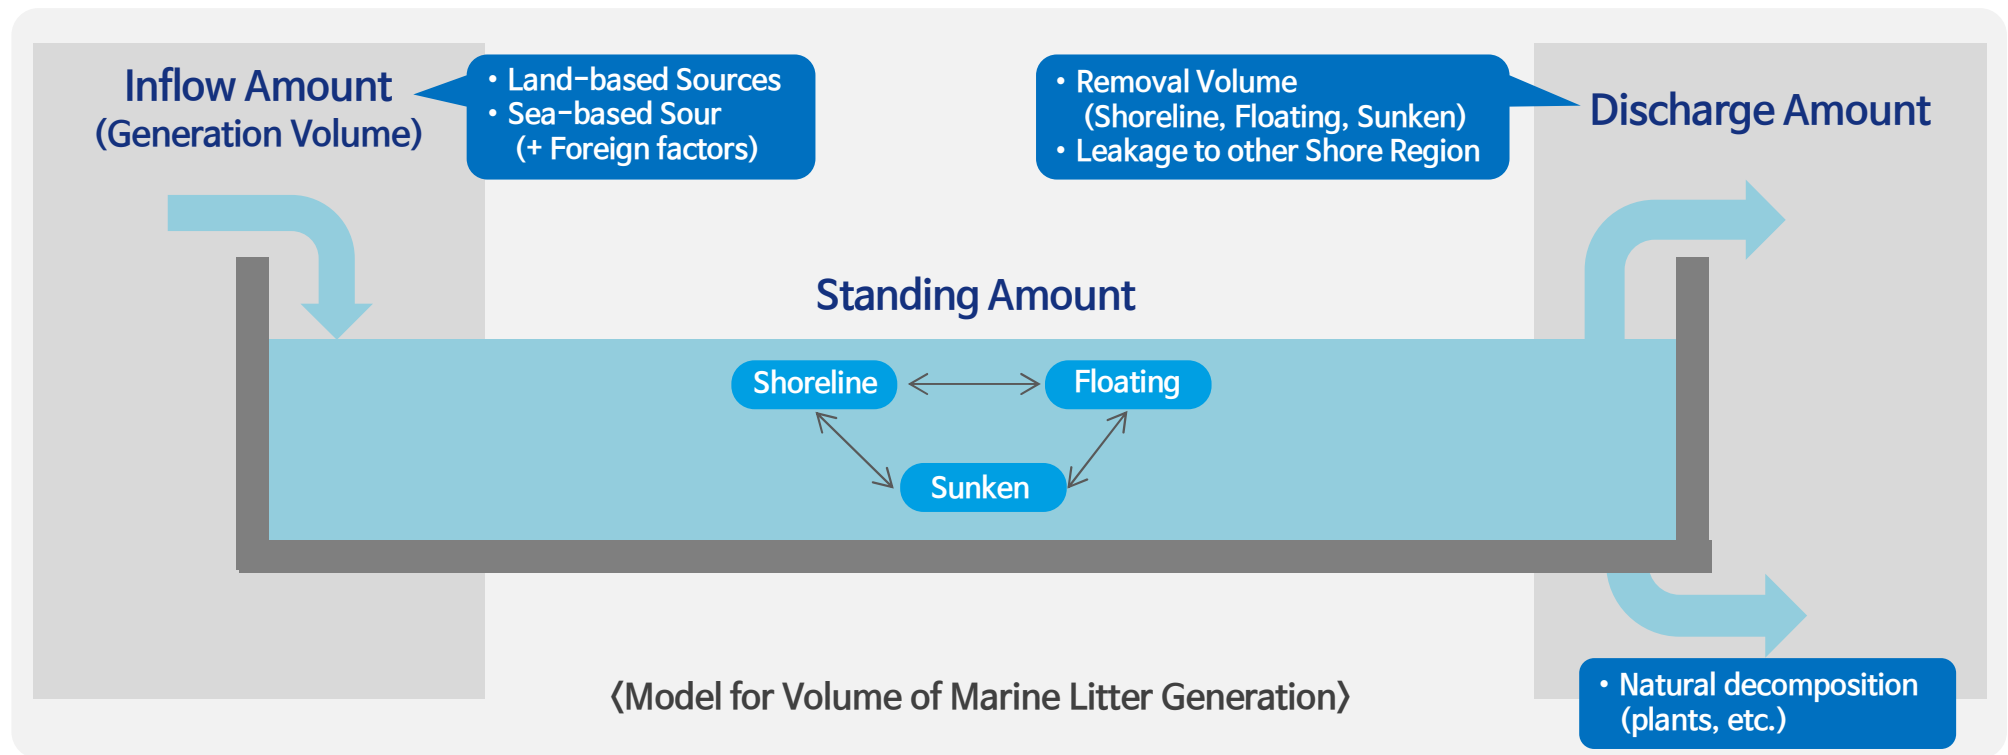 Inflow Amount
(Generation Volume)
• Land-based Sources
• Sea-based Sour
(+ Foreign factors)
• Removal Volume
(Shoreline, Floating, Sunken)
• Leakage to other Shore Region
Discharge Amount
Standing Amount
Shoreline
Floating
Sunken
⟨Model for Volume of Marine Litter Generation⟩
• Natural decomposition
(plants, etc.)